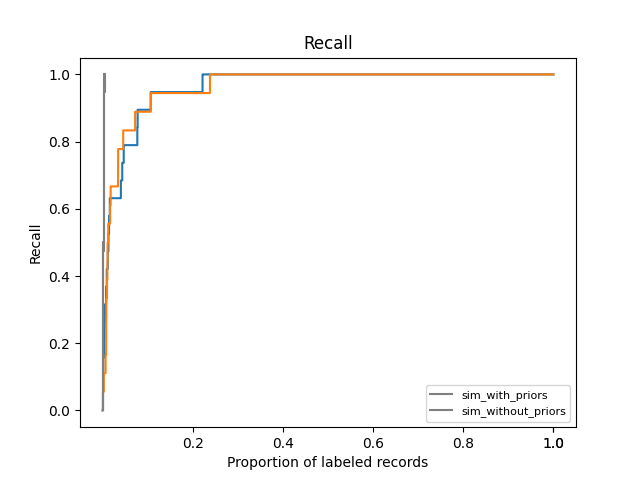 Recall
1.0
0.8
0.6
0.4
0.2
0.0
Recall
0.2 0.4 0.6 0.8 1.0 1.0
Proportion of labeled records
sim_with_priors
sim_without_priors